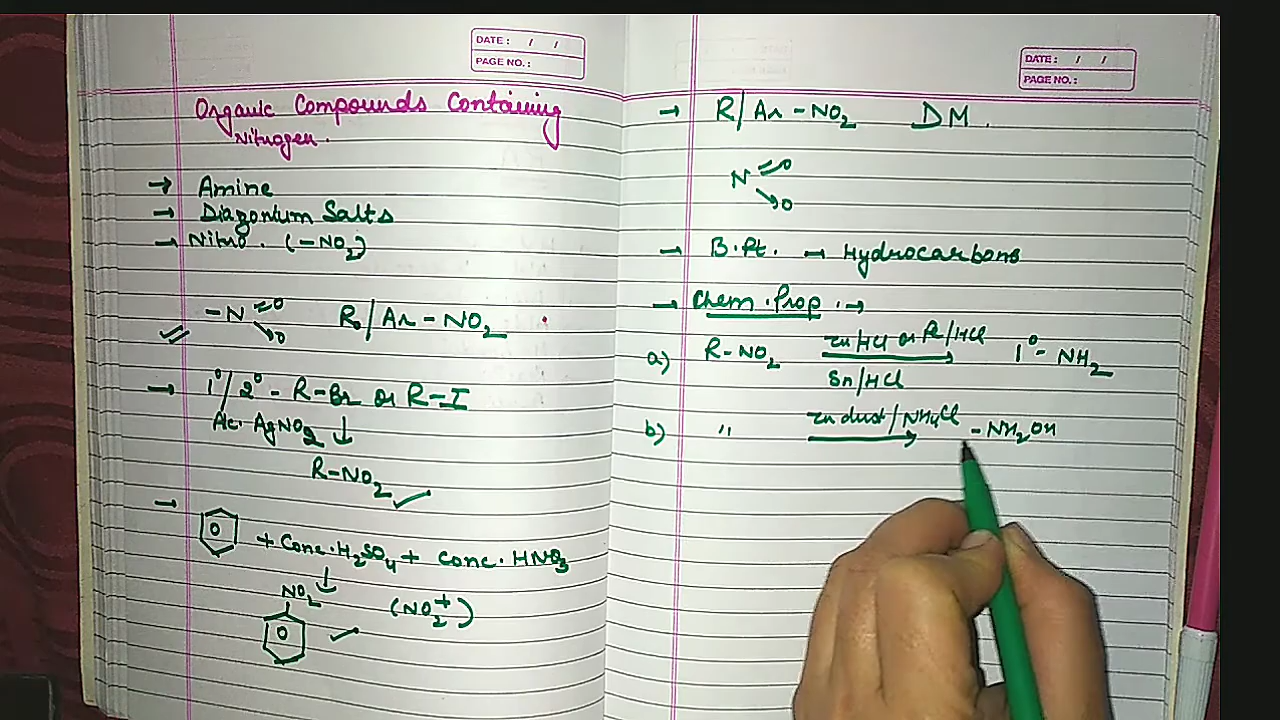 DATE: / /
PAGE NO.:
Organic Compounds Containing
Nitrogen.
→ Amine
→ Diazonium Salts
→ Nitro. (-NO₂)
-N=O
↘O
R/Ar-NO₂
→ 1°/2° - R-Br or R-I
Ac. AgNO₂ ↓
R-NO₂ ✓
→
+ Conc. H₂SO₄ + conc. HNO₃
↓
NO₂ (NO₂⁺)
DATE: / /
PAGE NO.:
→ R/Ar-NO₂ DM.
N=O
↘O
→ B.Pt. → Hydrocarbons
→ Chem. Prop. →
a) R-NO₂ Zn/HCl or Fe/HCl 1°-NH₂
Sn/HCl
b) " Zn dust/NH₄Cl -NH₂OH